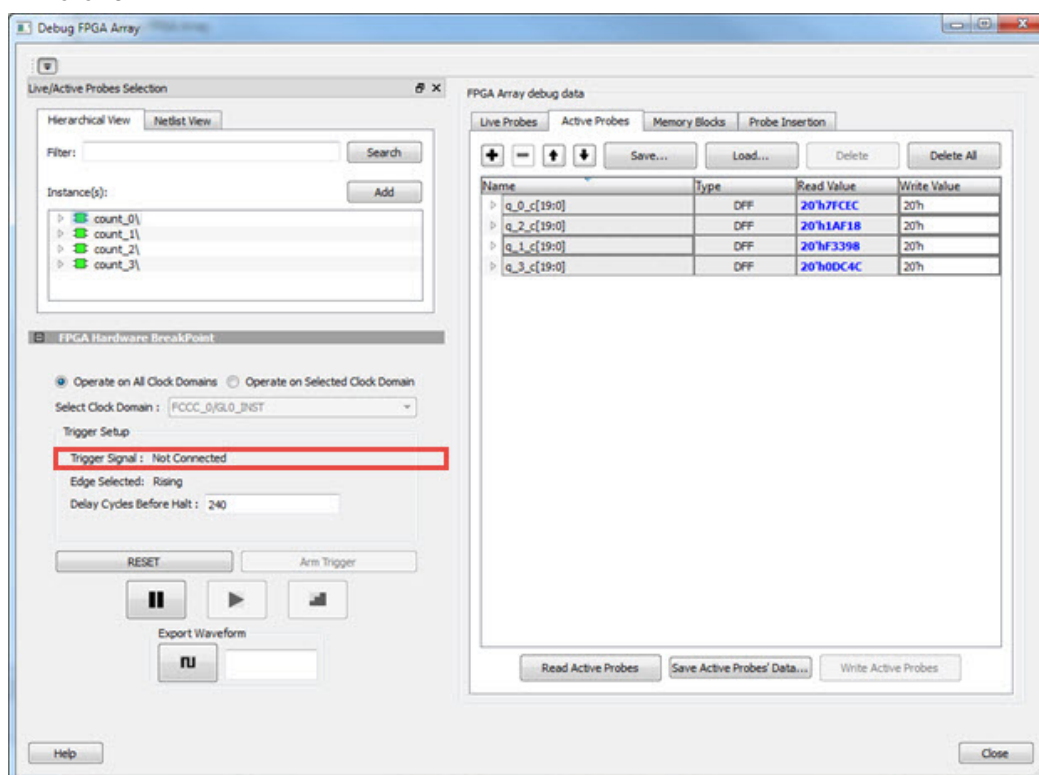 Debug FPGA Array
Live/Active Probes Selection
Hierarchical View Netlist View
Filter: Search
Instance(s): Add
count_0\
count_1\
count_2\
count_3\
FPGA Hardware BreakPoint
Operate on All Clock Domains Operate on Selected Clock Domain
Select Clock Domain : FCCC_0/GL0_INST
Trigger Setup
Trigger Signal : Not Connected
Edge Selected: Rising
Delay Cycles Before Halt : 240
RESET Arm Trigger
Export Waveform
FPGA Array debug data
Live Probes Active Probes Memory Blocks Probe Insertion
Save... Load... Delete Delete All
Name Type Read Value Write Value
q_0_c[19:0] DFF 20'h7FCEC 20'h
q_2_c[19:0] DFF 20'h1AF18 20'h
q_1_c[19:0] DFF 20'hF3398 20'h
q_3_c[19:0] DFF 20'h0DC4C 20'h
Read Active Probes Save Active Probes' Data... Write Active Probes
Help Close